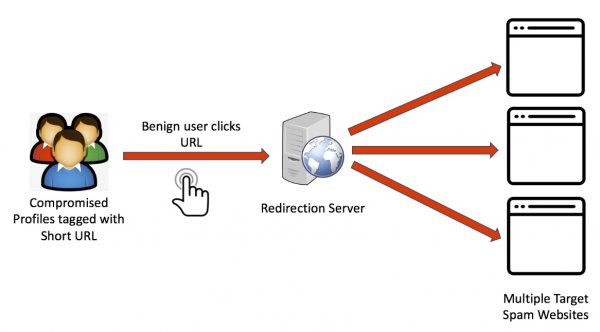 Benign user clicks
URL
Compromised
Profiles tagged with
Short URL
Redirection Server
Multiple Target
Spam Websites